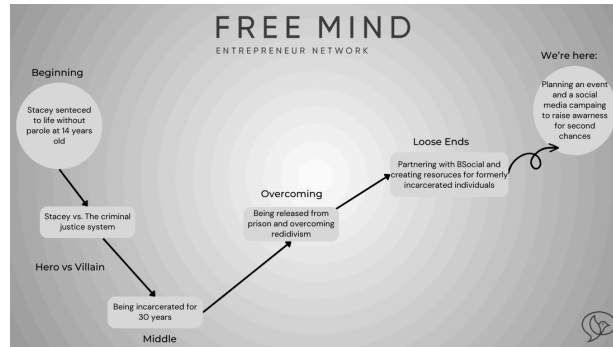 FREE MIND
ENTREPRENEUR NETWORK
Beginning
Stacey senteced
to life without
parole at 14 years
old
Stacey vs. The criminal
justice system
Hero vs Villain
Being incarcerated for
30 years
Middle
Overcoming
Being released from
prison and overcoming
redidivism
Loose Ends
Partnering with BSocial and
creating resoruces for formerly
incarcerated individuals
We're here:
Planning an event
and a social
media campaing
to raise awarness
for second
chances